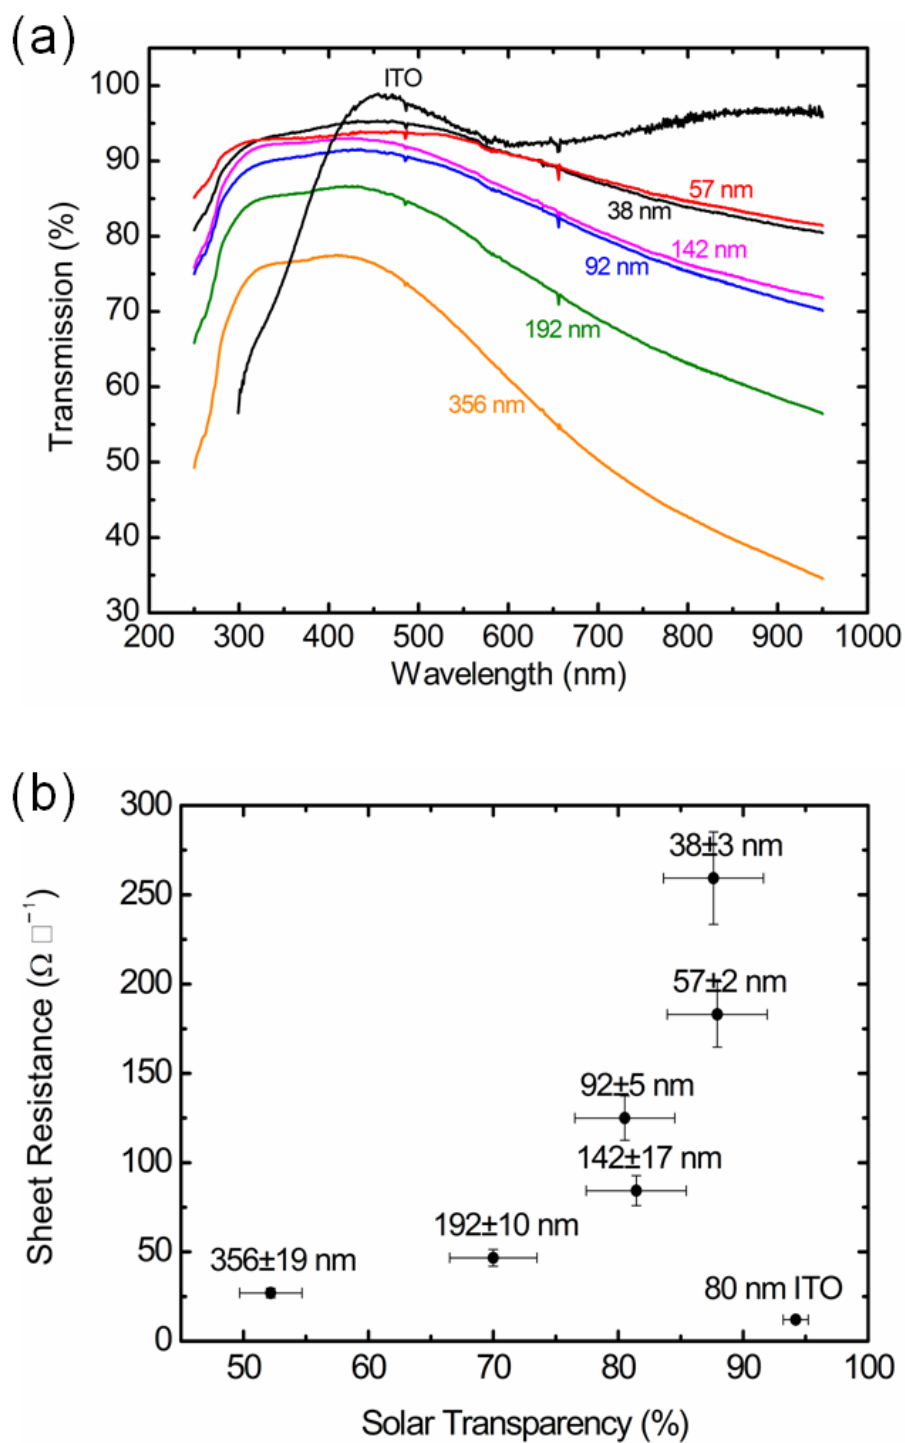 (a)
100
90
80
70
60
50
40
30
Transmission (%)
ITO
57 nm
38 nm
142 nm
92 nm
192 nm
356 nm
200 300 400 500 600 700 800 900 1000
Wavelength (nm)
(b)
300
250
200
150
100
50
0
Sheet Resistance (Ω □⁻¹)
38±3 nm
57±2 nm
92±5 nm
142±17 nm
192±10 nm
356±19 nm
80 nm ITO
50 60 70 80 90 100
Solar Transparency (%)